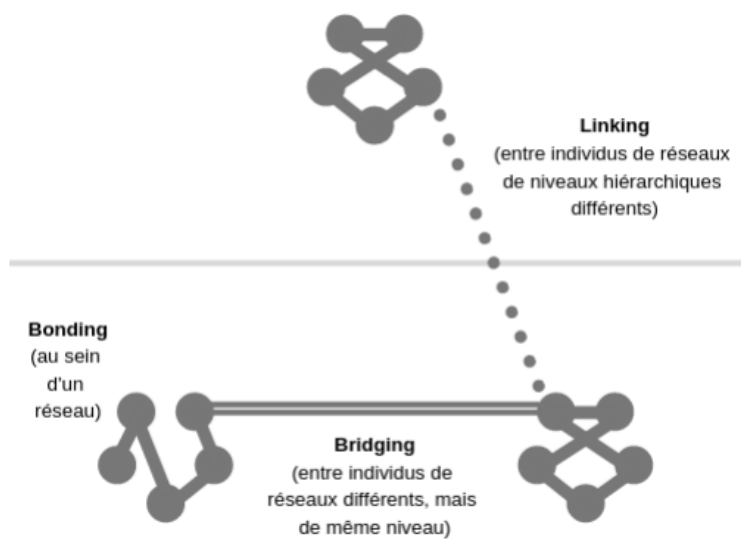 Linking
(entre individus de réseaux
de niveaux hiérarchiques
différents)
Bonding
(au sein
d'un
réseau)
Bridging
(entre individus de
réseaux différents, mais
de même niveau)